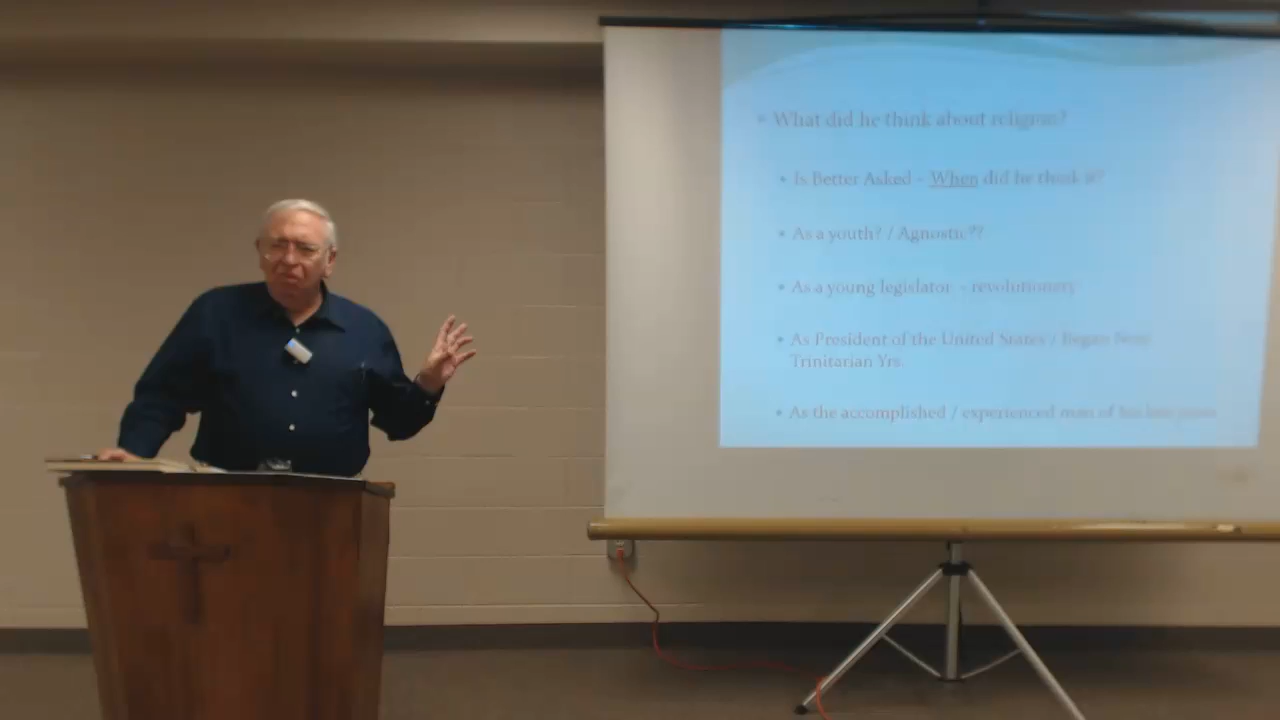 What did he think about religion?
Is Better Asked - When did he think it?
As a youth? / Agnostic??
As a young legislator - revolutionary
As President of the United States / Began Non
Trinitarian Yrs.
As the accomplished / experienced man of his